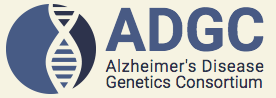 ADGC
Alzheimer's Disease
Genetics Consortium